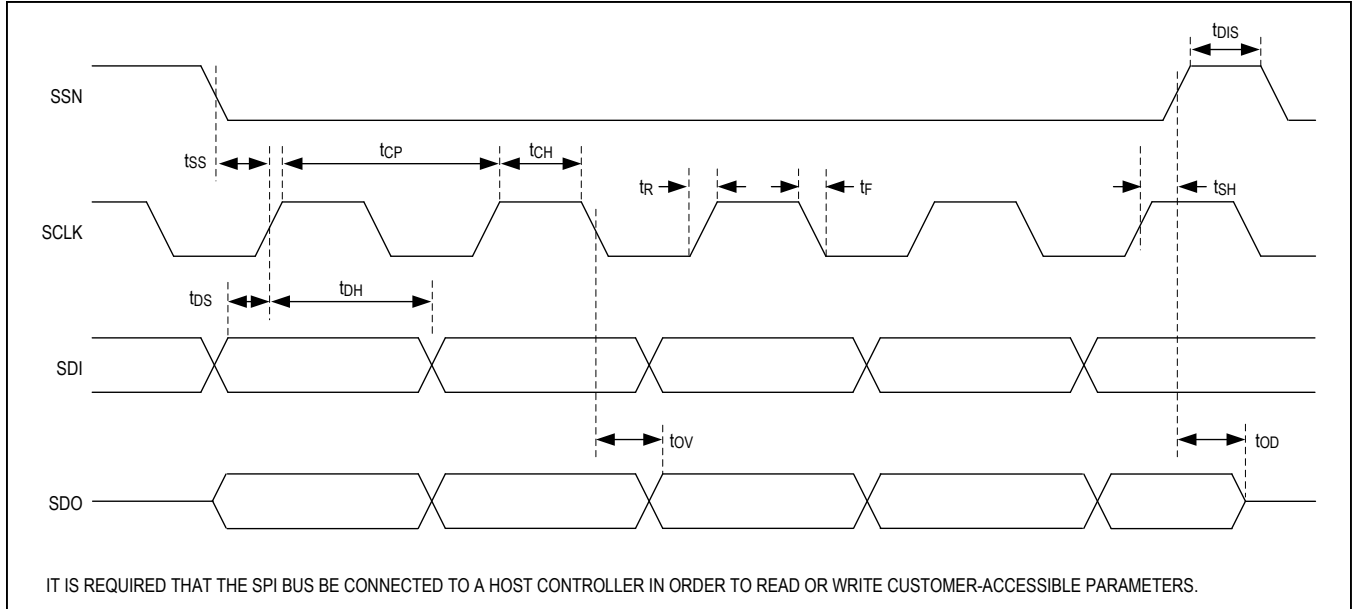 tDIS
SSN
tSS
tCP
tCH
tR
tF
tSH
SCLK
tDS
tDH
SDI
tOV
tOD
SDO
IT IS REQUIRED THAT THE SPI BUS BE CONNECTED TO A HOST CONTROLLER IN ORDER TO READ OR WRITE CUSTOMER-ACCESSIBLE PARAMETERS.